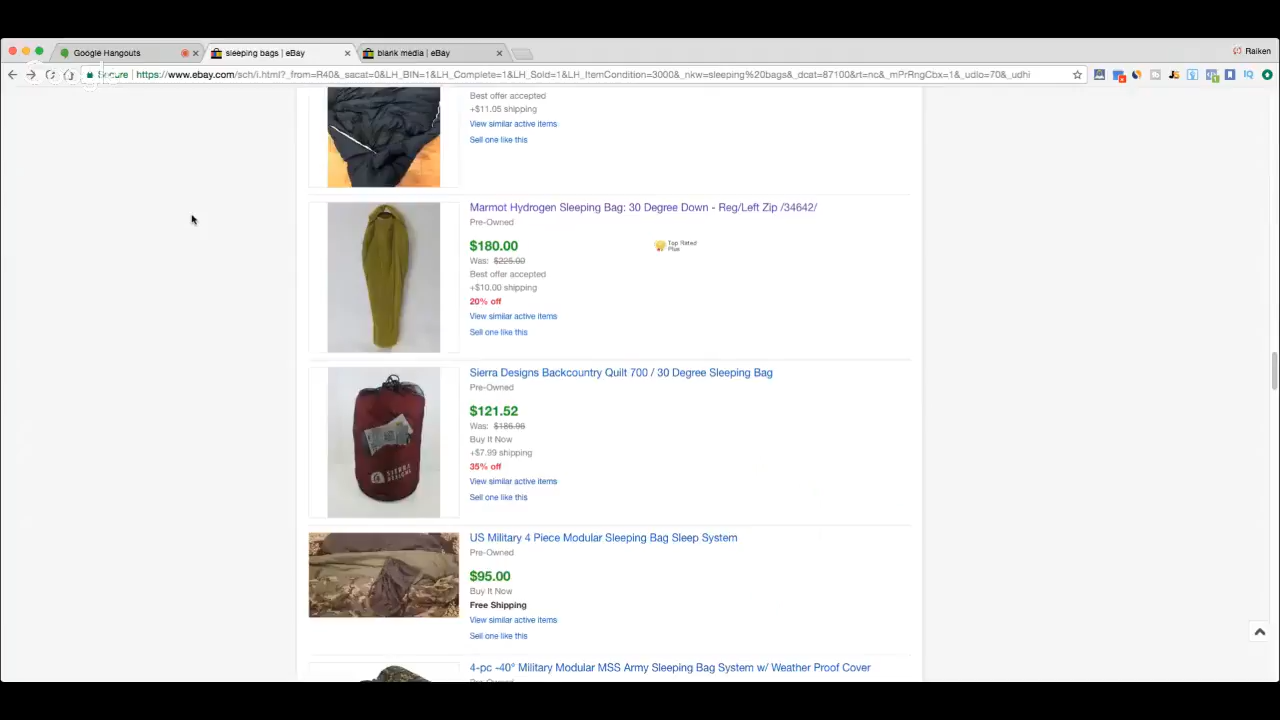 Google Hangouts
sleeping bags | eBay
blank media | eBay
Raiken
Secure https://www.ebay.com/sch/i.html?_from=R40&_sacat=0&LH_BIN=1&LH_Complete=1&LH_Sold=1&LH_ItemCondition=3000&_nkw=sleeping%20bags&_dcat=87100&rt=nc&_mPrRngCbx=1&_udlo=70&_udhi
Best offer accepted
+$11.05 shipping
View similar active items
Sell one like this
Marmot Hydrogen Sleeping Bag: 30 Degree Down - Reg/Left Zip /34642/
Pre-Owned
$180.00
Top Rated
Plus
Was: $225.00
Best offer accepted
+$10.00 shipping
20% off
View similar active items
Sell one like this
Sierra Designs Backcountry Quilt 700 / 30 Degree Sleeping Bag
Pre-Owned
$121.52
Was: $186.96
Buy It Now
+$7.99 shipping
35% off
View similar active items
Sell one like this
SIERRA
DESIGNS
US Military 4 Piece Modular Sleeping Bag Sleep System
Pre-Owned
$95.00
Buy It Now
Free Shipping
View similar active items
Sell one like this
4-pc -40° Military Modular MSS Army Sleeping Bag System w/ Weather Proof Cover